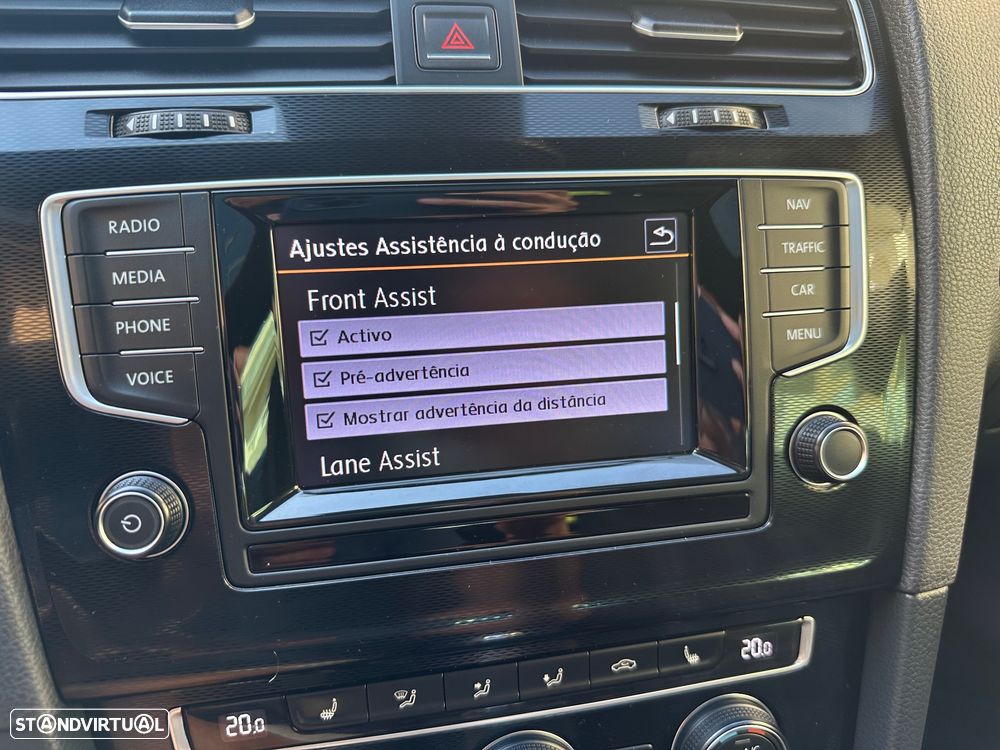 RADIO
MEDIA
PHONE
VOICE
Ajustes Assistência à condução
Front Assist
Activo
Pré-advertência
Mostrar advertência da distância
Lane Assist
NAV
TRAFFIC
CAR
MENU
20.0
20.0
STANDVIRTUAL